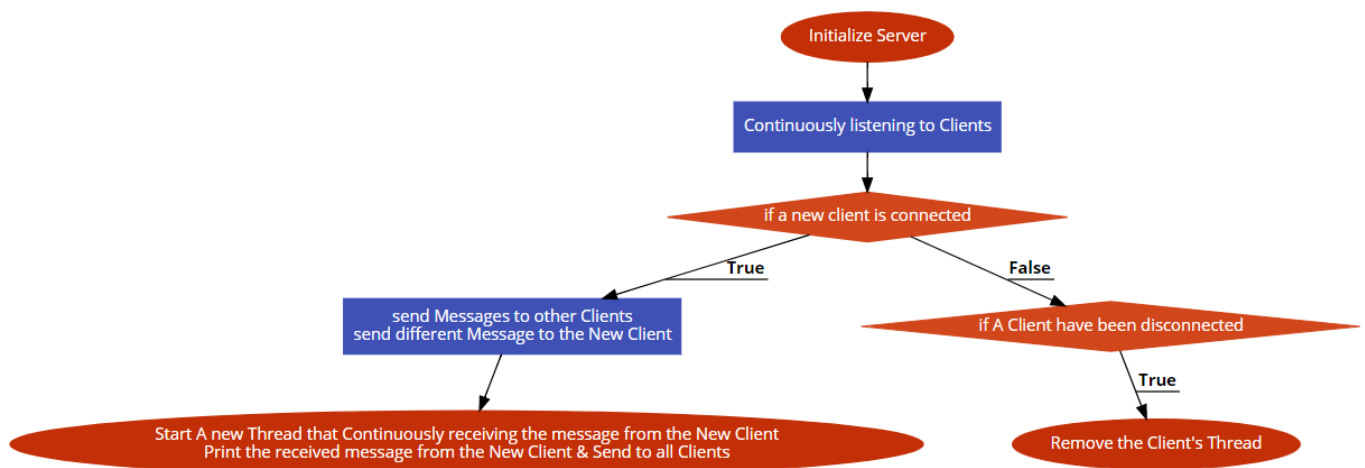 Initialize Server
Continuously listening to Clients
if a new client is connected
True
False
send Messages to other Clients
send different Message to the New Client
if A Client have been disconnected
True
Start A new Thread that Continuously receiving the message from the New Client
Print the received message from the New Client & Send to all Clients
Remove the Client's Thread